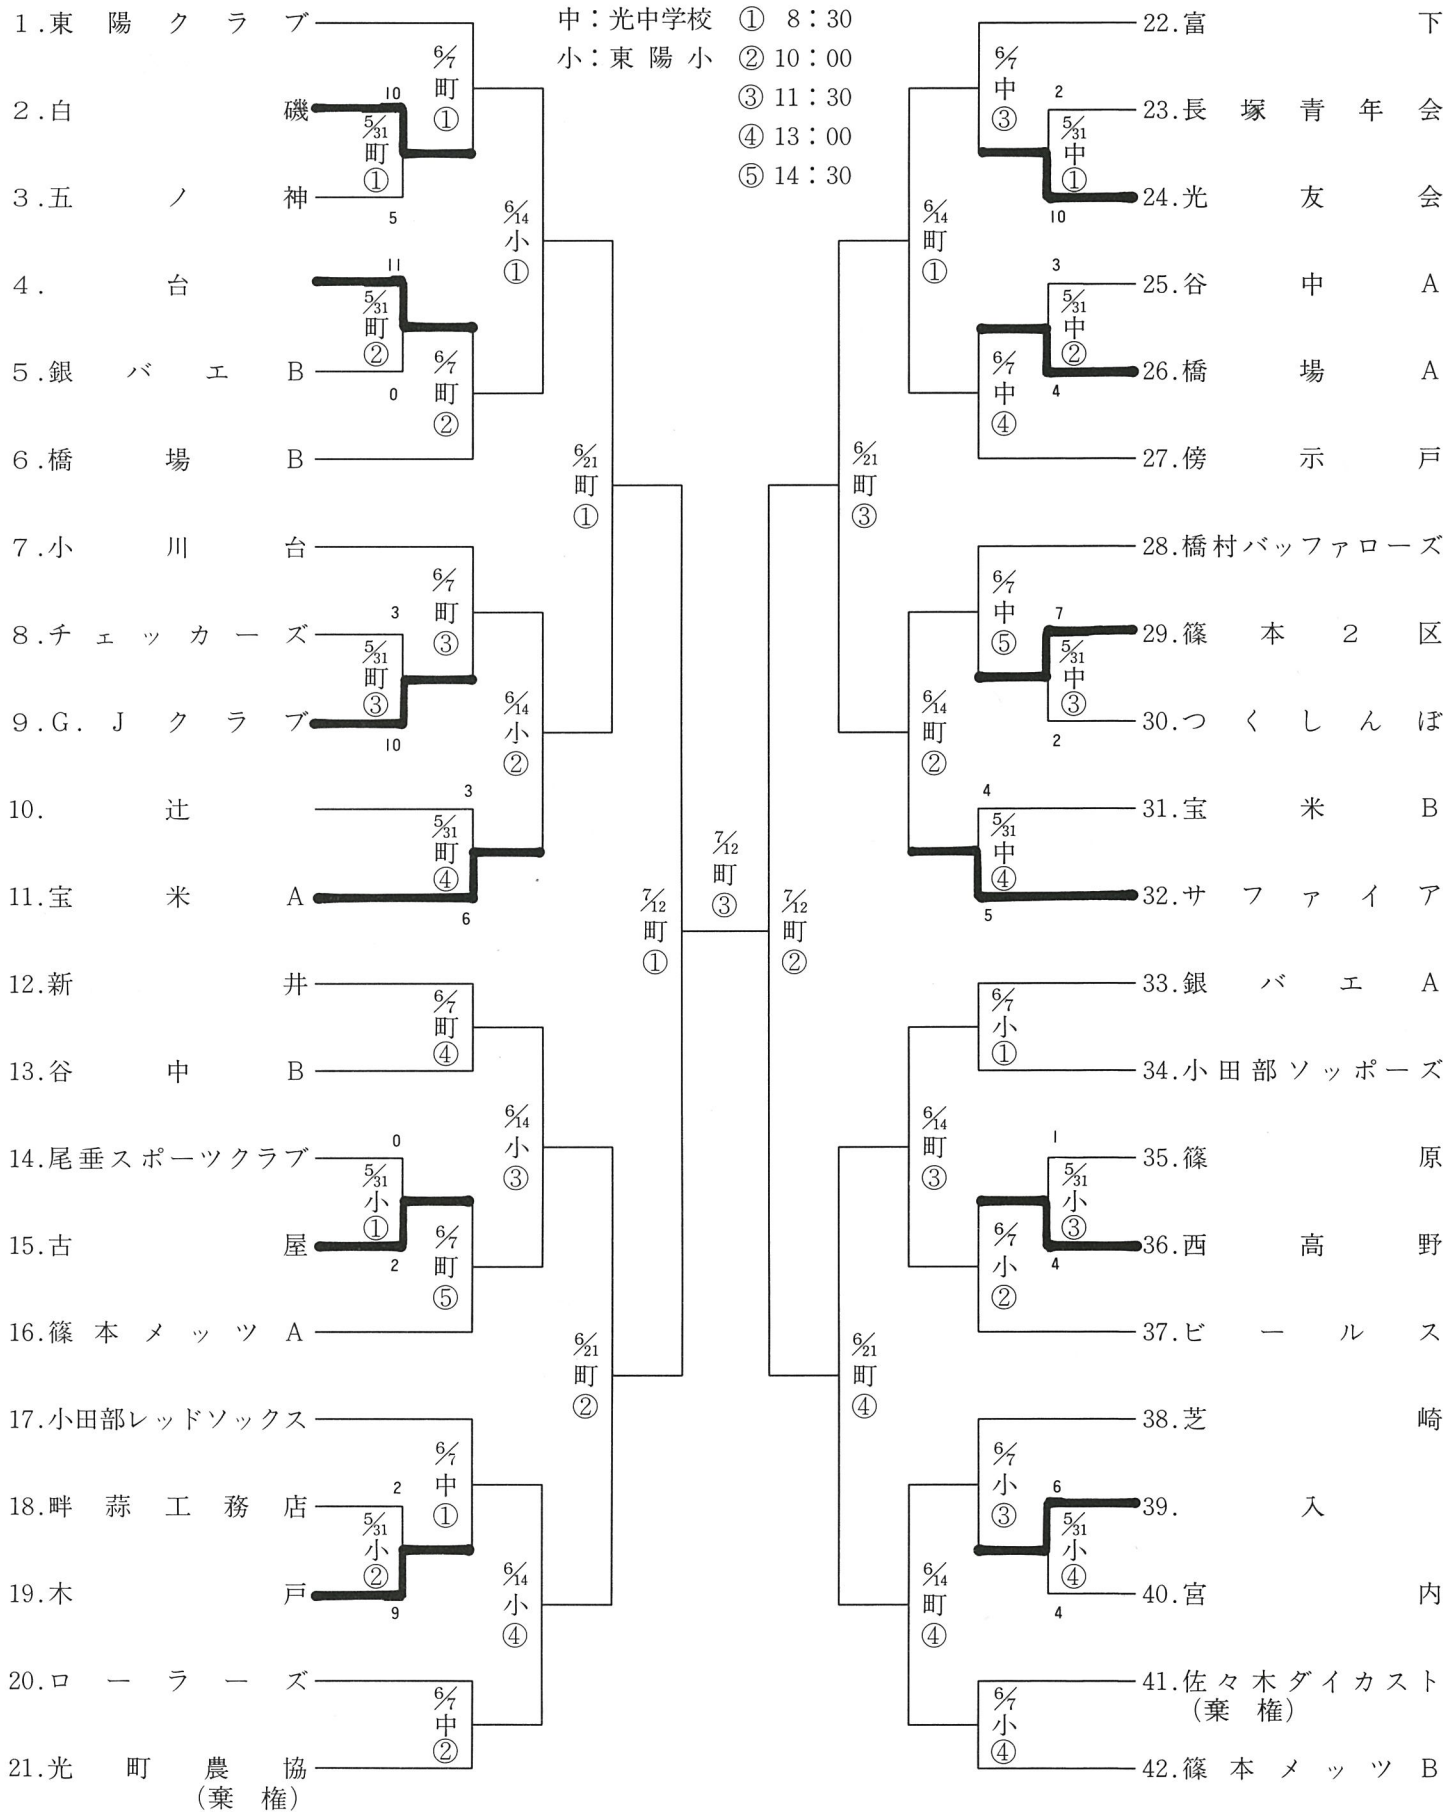 中：光中学校 ① 8：30
小：東陽小 ② 10：00
③ 11：30
④ 13：00
⑤ 14：30
1.東陽クラブ
2.白磯
3.五ノ神
4.台
5.銀バエB
6.橋場B
7.小川台
8.チェッカーズ
9.G.Jクラブ
10.辻
11.宝米A
12.新井
13.谷中B
14.尾垂スポーツクラブ
15.古屋
16.篠本メッツA
17.小田部レッドソックス
18.畔蒜工務店
19.木戸
20.ローラーズ
21.光町農協
（棄権）
10
5/31 町 ①
5
11
5/31 町 ②
0
3
5/31 町 ③
10
3
5/31 町 ④
6
0
5/31 小 ①
2
2
5/31 小 ②
9
6/7 町 ①
6/7 町 ②
6/7 町 ③
6/7 町 ④
6/7 町 ⑤
6/7 中 ①
6/7 中 ②
6/14 小 ①
6/14 小 ②
6/14 小 ③
6/14 小 ④
6/21 町 ①
6/21 町 ②
7/12 町 ①
7/12 町 ③
7/12 町 ②
6/21 町 ③
6/21 町 ④
6/14 町 ①
6/14 町 ②
6/14 町 ③
6/14 町 ④
6/7 中 ③
6/7 中 ④
6/7 中 ⑤
6/7 小 ①
6/7 小 ②
6/7 小 ③
6/7 小 ④
2
5/31 中 ①
10
3
5/31 中 ②
4
7
5/31 中 ③
2
4
5/31 中 ④
5
1
5/31 小 ③
4
6
5/31 小 ④
4
22.富下
23.長塚青年会
24.光友会
25.谷中A
26.橋場A
27.傍示戸
28.橋村バッファローズ
29.篠本2区
30.つくしんぼ
31.宝米B
32.サファイア
33.銀バエA
34.小田部ソッポーズ
35.篠原
36.西高野
37.ビールス
38.芝崎
39.入
40.宮内
41.佐々木ダイカスト
（棄権）
42.篠本メッツB